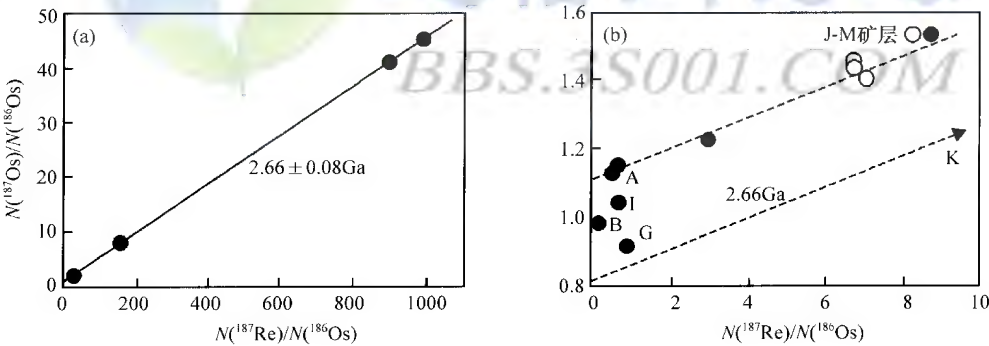 (a)
50
40
30
20
10
0
N(¹⁸⁷Os)/N(¹⁸⁶Os)
2.66±0.08Ga
0 200 400 600 800 1000
N(¹⁸⁷Re)/N(¹⁸⁶Os)
(b)
1.6
1.4
1.2
1.0
0.8
J-M矿层
BBS.3S001.COM
A
I
B
G
K
2.66Ga
0 2 4 6 8 10
N(¹⁸⁷Re)/N(¹⁸⁶Os)